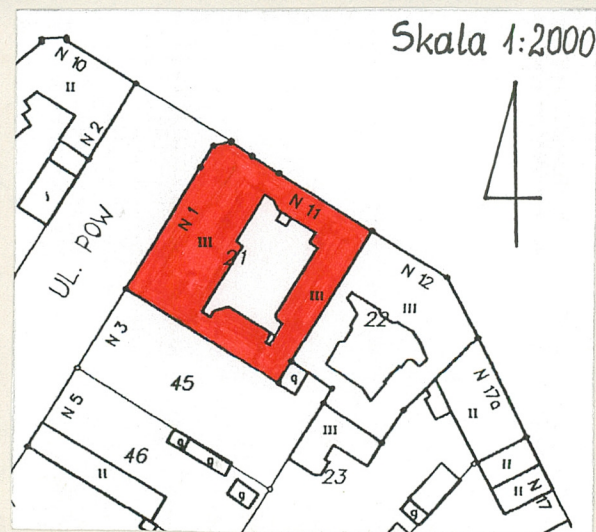 Skala 1:2000
N 10
II
N 2
UL. POW
N 1
III
21
N 11
III
N 12
III
22
N 3
45
g
N 5
46
g
g
g
II
III
23
N 17a
II
II
II
N 17
g